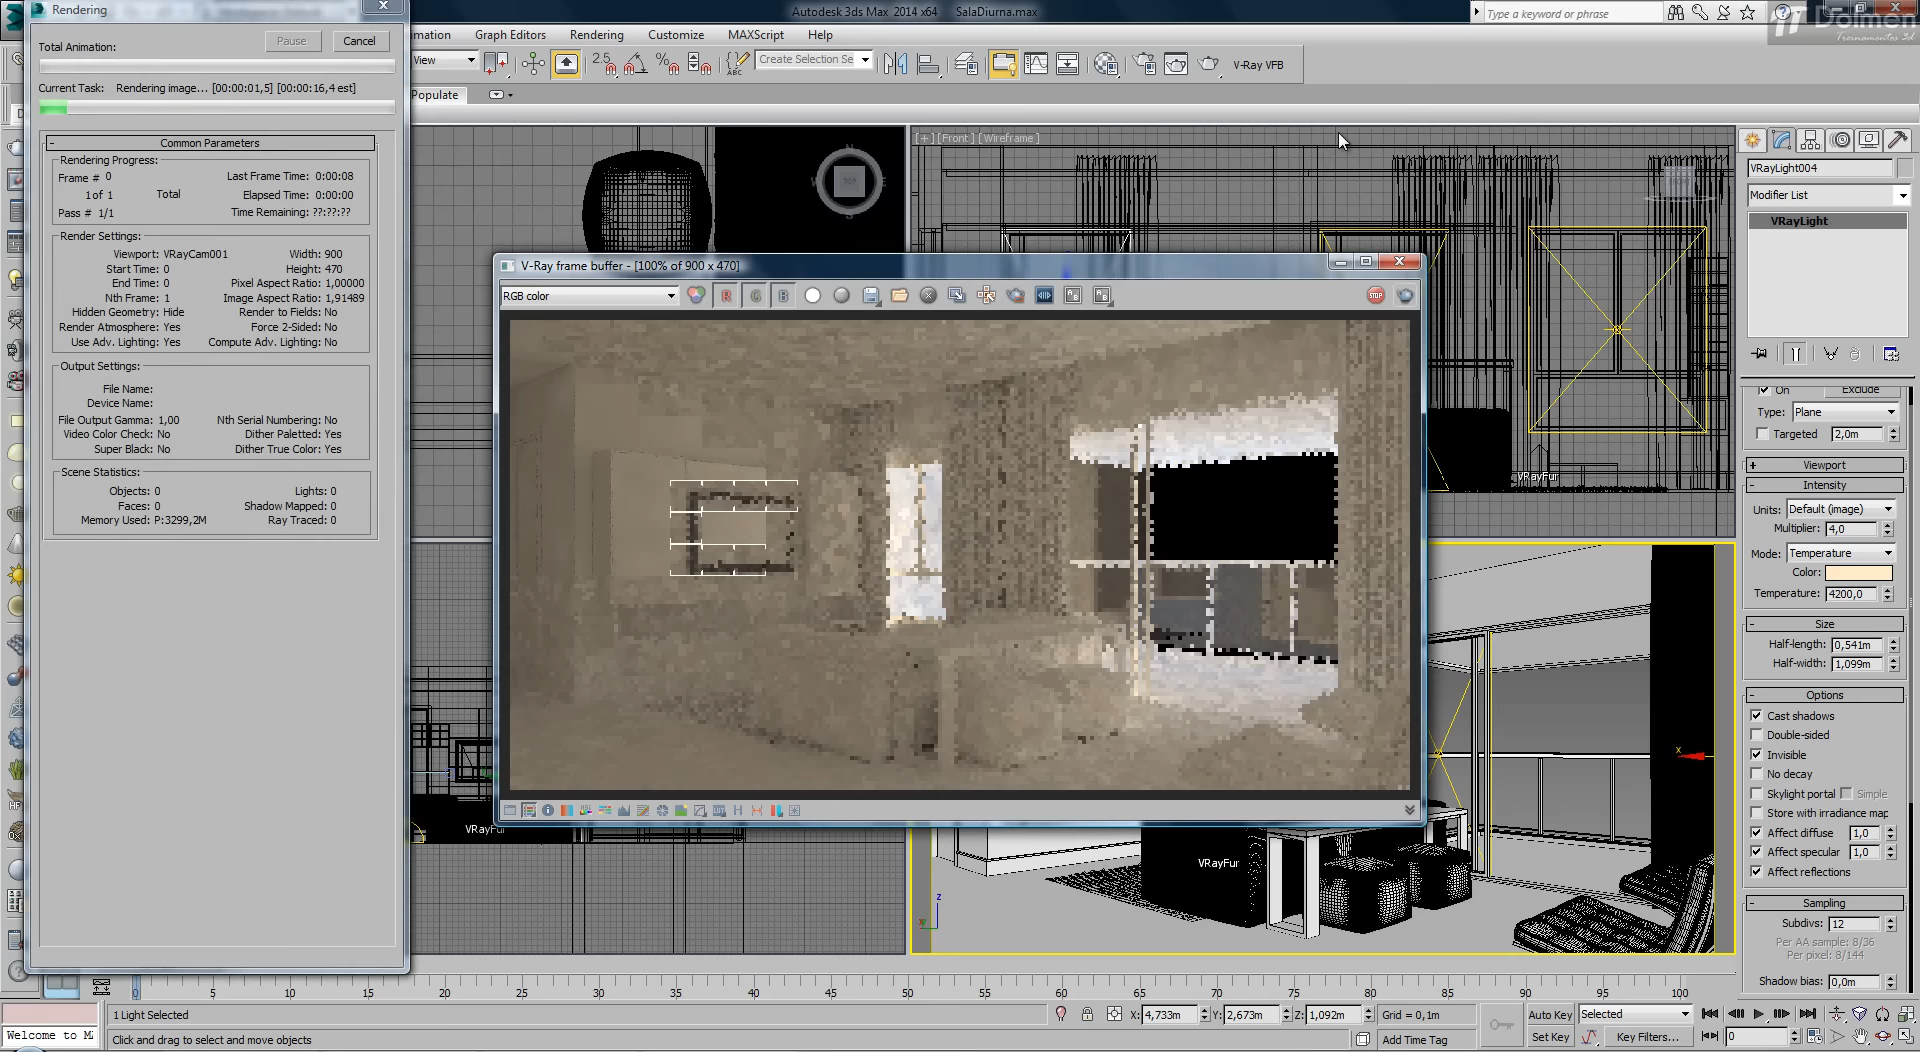 Rendering
Autodesk 3ds Max 2014 x64 SalaDiurna.max
Type a keyword or phrase
Dolmen
Treinamentos 3d
Total Animation:
Pause
Cancel
Current Task: Rendering image... [00:00:01,5] [00:00:16,4 est]
mation
Graph Editors
Rendering
Customize
MAXScript
Help
View
2.5
Create Selection Se
V-Ray VFB
Populate
Common Parameters
Rendering Progress:
Frame # 0
Last Frame Time: 0:00:08
1 of 1 Total
Elapsed Time: 0:00:00
Pass # 1/1
Time Remaining: ??:??:??
Render Settings:
Viewport: VRayCam001
Width: 900
Start Time: 0
Height: 470
End Time: 0
Pixel Aspect Ratio: 1,00000
Nth Frame: 1
Image Aspect Ratio: 1,91489
Hidden Geometry: Hide
Render to Fields: No
Render Atmosphere: Yes
Force 2-Sided: No
Use Adv. Lighting: Yes
Compute Adv. Lighting: No
Output Settings:
File Name:
Device Name:
File Output Gamma: 1,00
Nth Serial Numbering: No
Video Color Check: No
Dither Paletted: Yes
Super Black: No
Dither True Color: Yes
Scene Statistics:
Objects: 0
Lights: 0
Faces: 0
Shadow Mapped: 0
Memory Used: P:3299,2M
Ray Traced: 0
[+] [Front] [Wireframe]
TOP
V-Ray frame buffer - [100% of 900 x 470]
RGB color
R
G
B
STOP
VRayFur
VRayFur
VRayFur
z
x
VRayLight004
Modifier List
VRayLight
On
Exclude
Type: Plane
Targeted 2,0m
Viewport
Intensity
Units: Default (image)
Multiplier: 4,0
Mode: Temperature
Color:
Temperature: 4200,0
Size
Half-length: 0,541m
Half-width: 1,099m
Options
Cast shadows
Double-sided
Invisible
No decay
Skylight portal Simple
Store with irradiance map
Affect diffuse 1,0
Affect specular 1,0
Affect reflections
Sampling
Subdivs: 12
Per AA sample: 8/36
Per pixel: 8/144
Shadow bias: 0,0m
0 5 10 15 20 25 30 35 40 45 50 55 60 65 70 75 80 85 90 95 100
1 Light Selected
X: 4,733m Y: 2,673m Z: 1,092m
Grid = 0,1m
Auto Key
Selected
Welcome to M
Click and drag to select and move objects
Add Time Tag
Set Key
Key Filters...
0